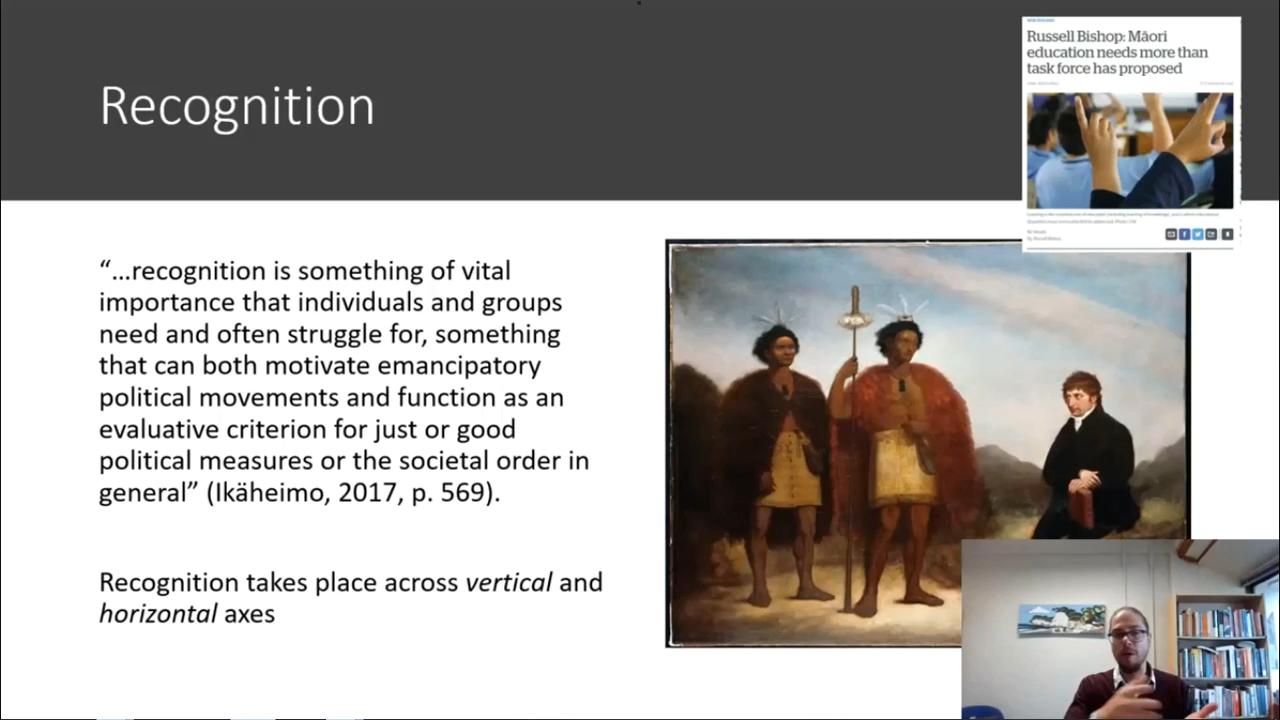 Recognition
Russell Bishop: Māori
education needs more than
task force has proposed
“...recognition is something of vital
importance that individuals and groups
need and often struggle for, something
that can both motivate emancipatory
political movements and function as an
evaluative criterion for just or good
political measures or the societal order in
general” (Ikäheimo, 2017, p. 569).
Recognition takes place across vertical and
horizontal axes